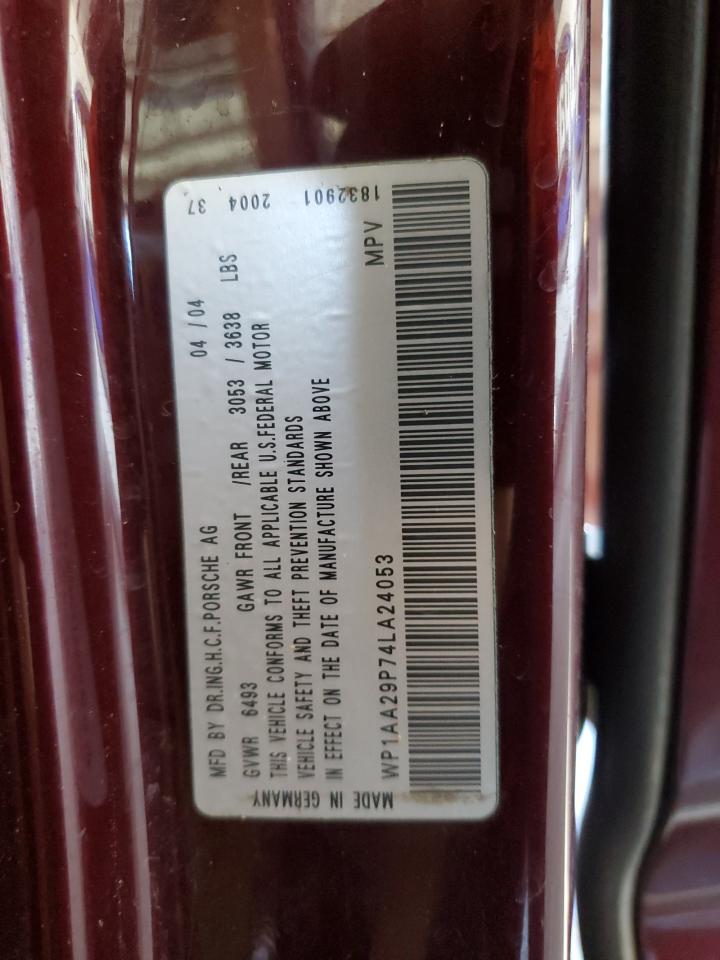 MFD BY DR.ING.H.C.F.PORSCHE AG 04 /04
GVWR 6493 GAWR FRONT /REAR 3053 / 3638 LBS
THIS VEHICLE CONFORMS TO ALL APPLICABLE U.S.FEDERAL MOTOR
VEHICLE SAFETY AND THEFT PREVENTION STANDARDS
IN EFFECT ON THE DATE OF MANUFACTURE SHOWN ABOVE
WP1AA29P74LA24053 MPV
MADE IN GERMANY
37 2004 1832901